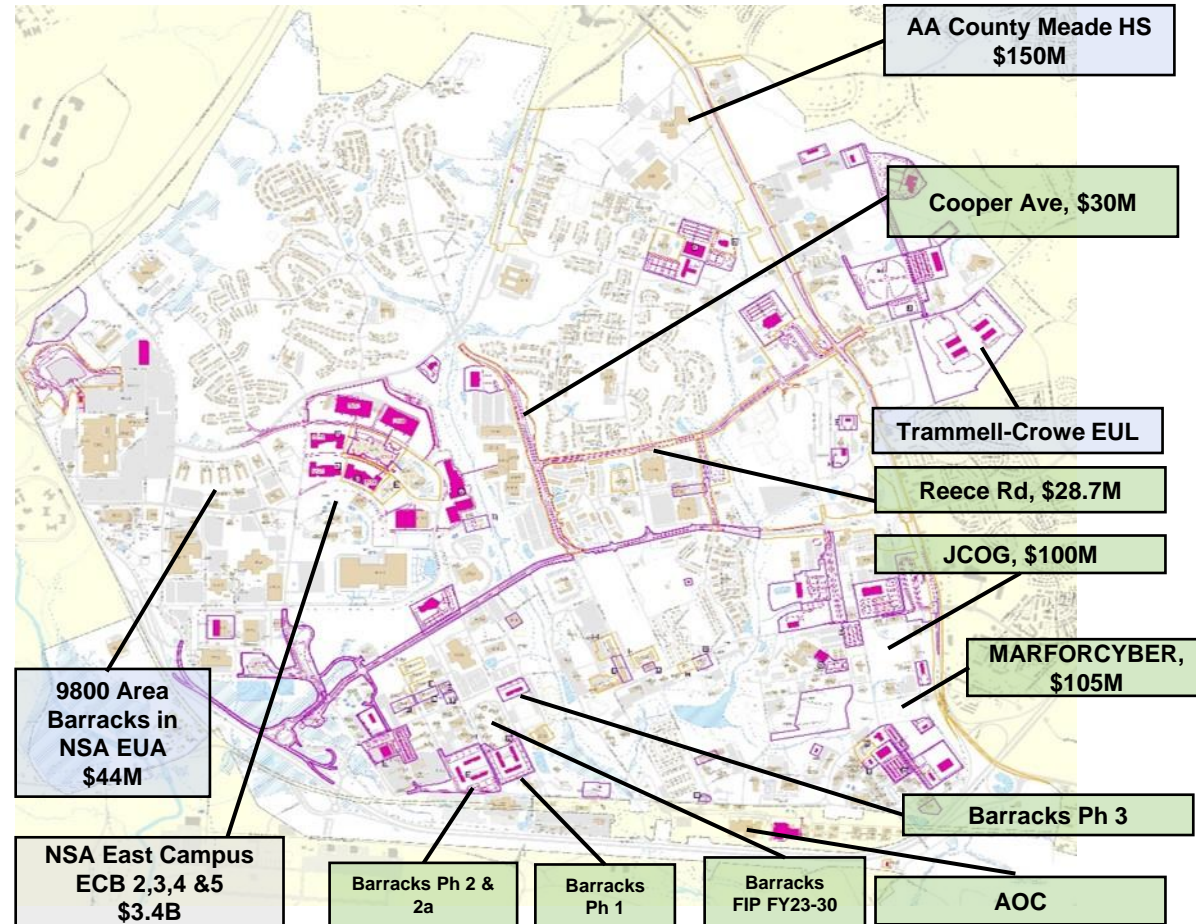 AA County Meade HS
$150M
Cooper Ave, $30M
Trammell-Crowe EUL
Reece Rd, $28.7M
JCOG, $100M
MARFORCYBER,
$105M
9800 Area
Barracks in
NSA EUA
$44M
Barracks Ph 3
NSA East Campus
ECB 2,3,4 &5
$3.4B
Barracks Ph 2 &
2a
Barracks
Ph 1
Barracks
FIP FY23-30
AOC